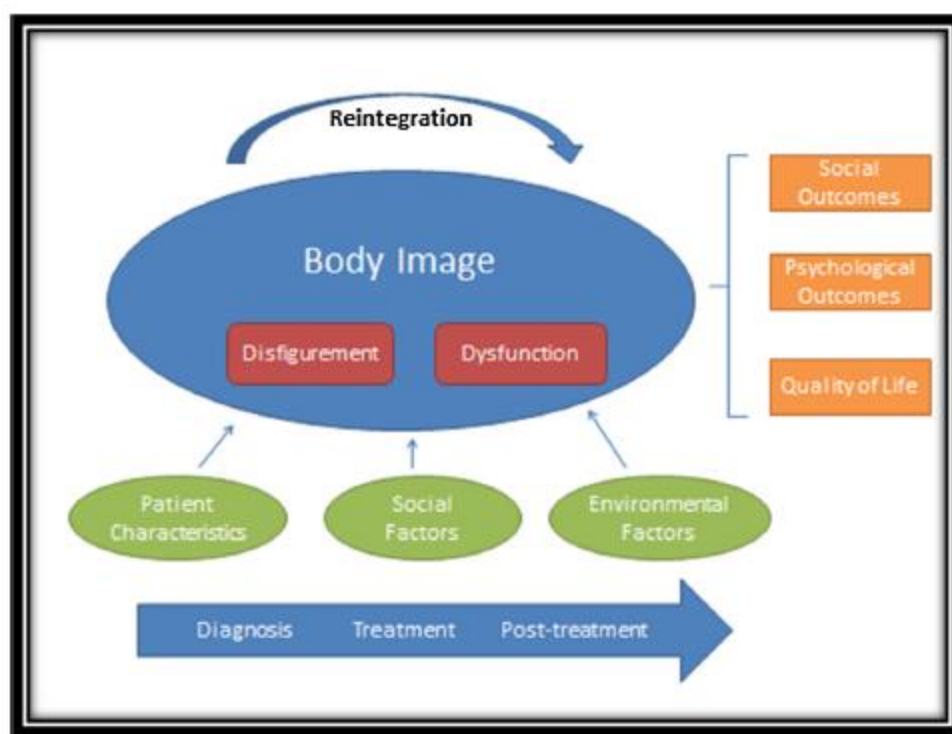 Reintegration
Body Image
Disfigurement
Dysfunction
Social
Outcomes
Psychological
Outcomes
Quality of Life
Patient
Characteristics
Social
Factors
Environmental
Factors
Diagnosis Treatment Post-treatment